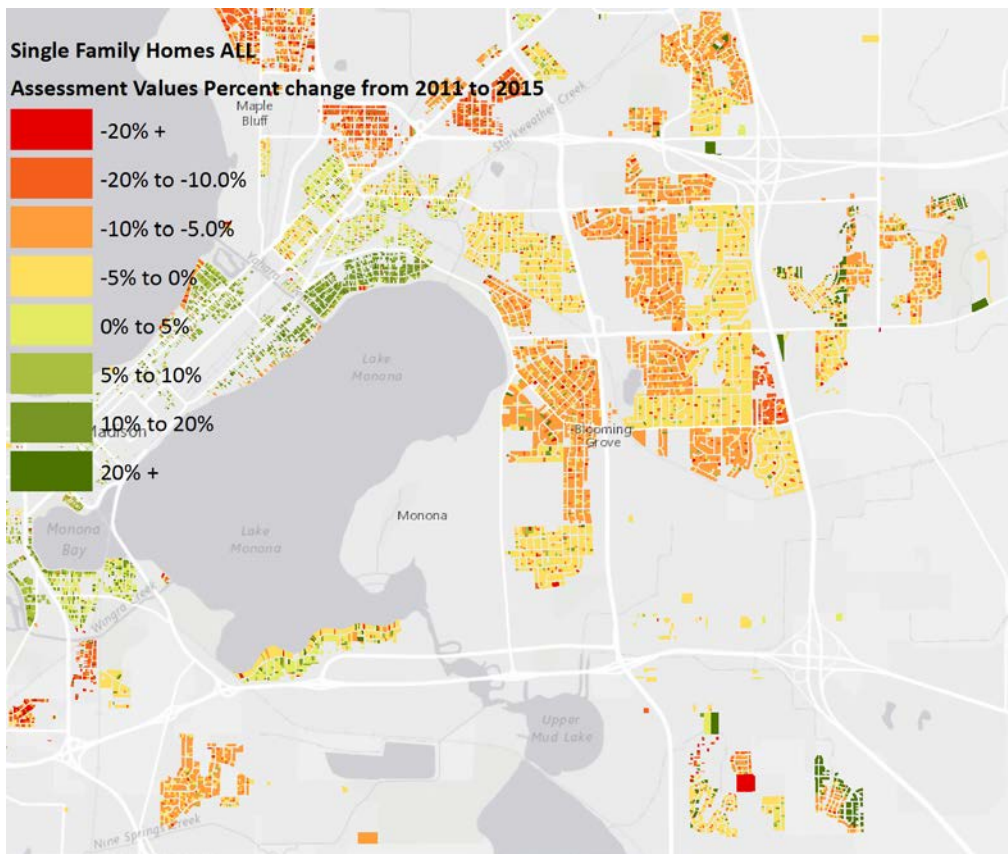 Single Family Homes ALL
Assessment Values Percent change from 2011 to 2015
Maple
Bluff
Starkweather Creek
-20% +
-20% to -10.0%
-10% to -5.0%
-5% to 0%
0% to 5%
5% to 10%
10% to 20%
20% +
Yahara
Lake
Monona
Madison
Blooming
Grove
Monona
Monona
Bay
Lake
Monona
Wingra Creek
Upper
Mud Lake
Nine Springs Creek